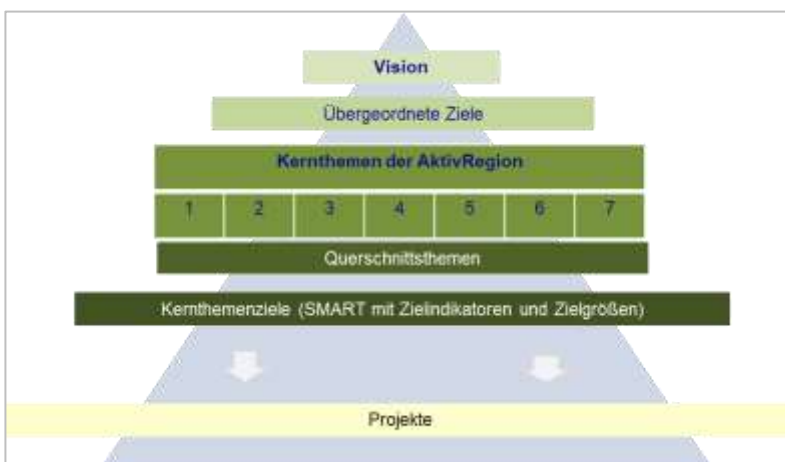 Vision
Übergeordnete Ziele
Kernthemen der AktivRegion
1 2 3 4 5 6 7
Querschnittsthemen
Kernthemenziele (SMART mit Zielindikatoren und Zielgrößen)
Projekte